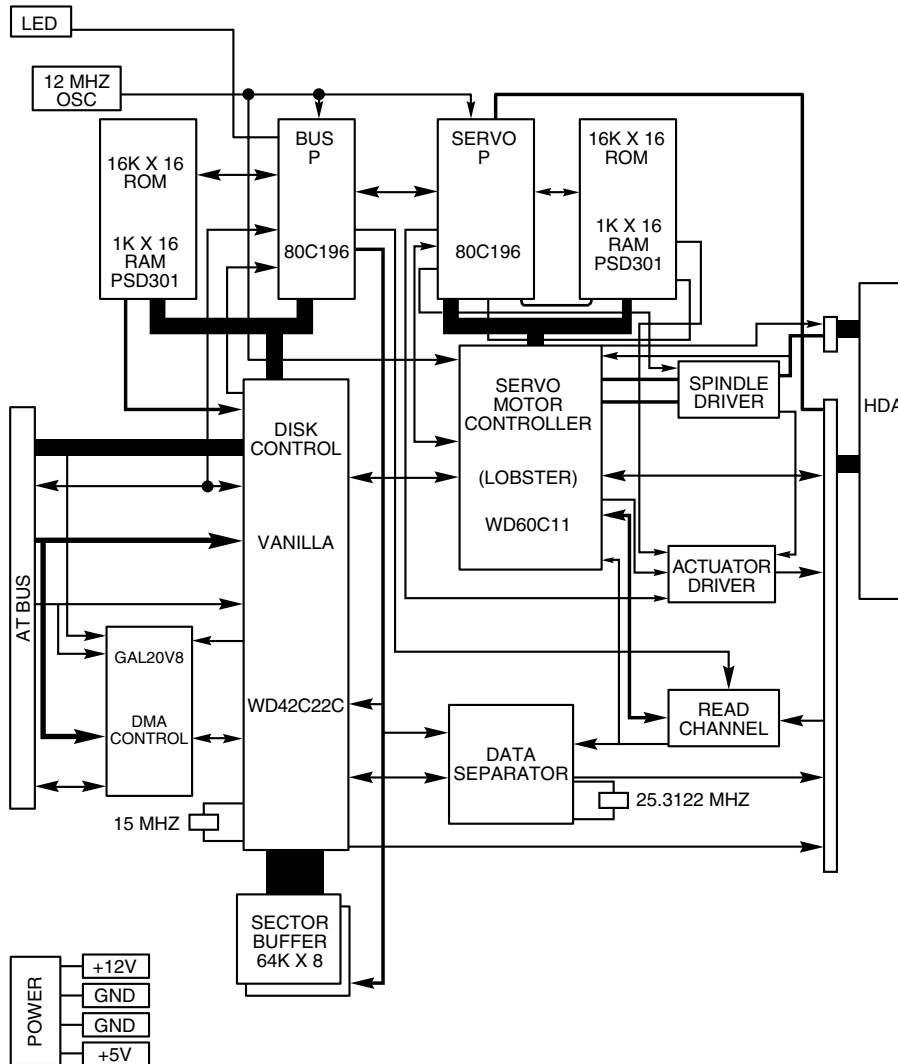 LED
12 MHZ
OSC
16K X 16
ROM
1K X 16
RAM
PSD301
BUS
P
80C196
SERVO
P
80C196
16K X 16
ROM
1K X 16
RAM
PSD301
SERVO
MOTOR
CONTROLLER
(LOBSTER)
WD60C11
SPINDLE
DRIVER
HDA
DISK
CONTROL
VANILLA
WD42C22C
AT BUS
ACTUATOR
DRIVER
GAL20V8
DMA
CONTROL
READ
CHANNEL
DATA
SEPARATOR
25.3122 MHZ
15 MHZ
SECTOR
BUFFER
64K X 8
POWER
+12V
GND
GND
+5V